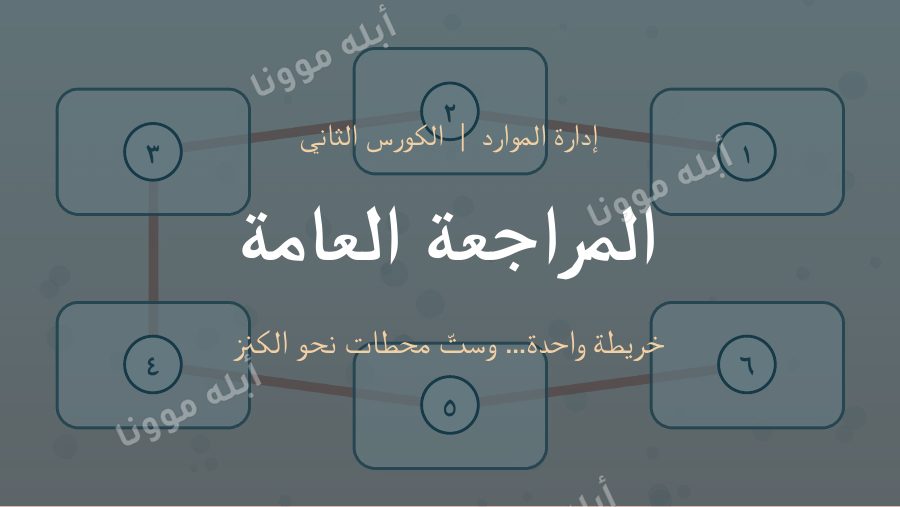 إدارة الموارد | الكورس الثاني
المراجعة العامة
خريطة واحدة... وستّ محطات نحو الكنز
١
٢
٣
٤
٥
٦
أبله موونا
أبله موونا
أبله موونا
أبله